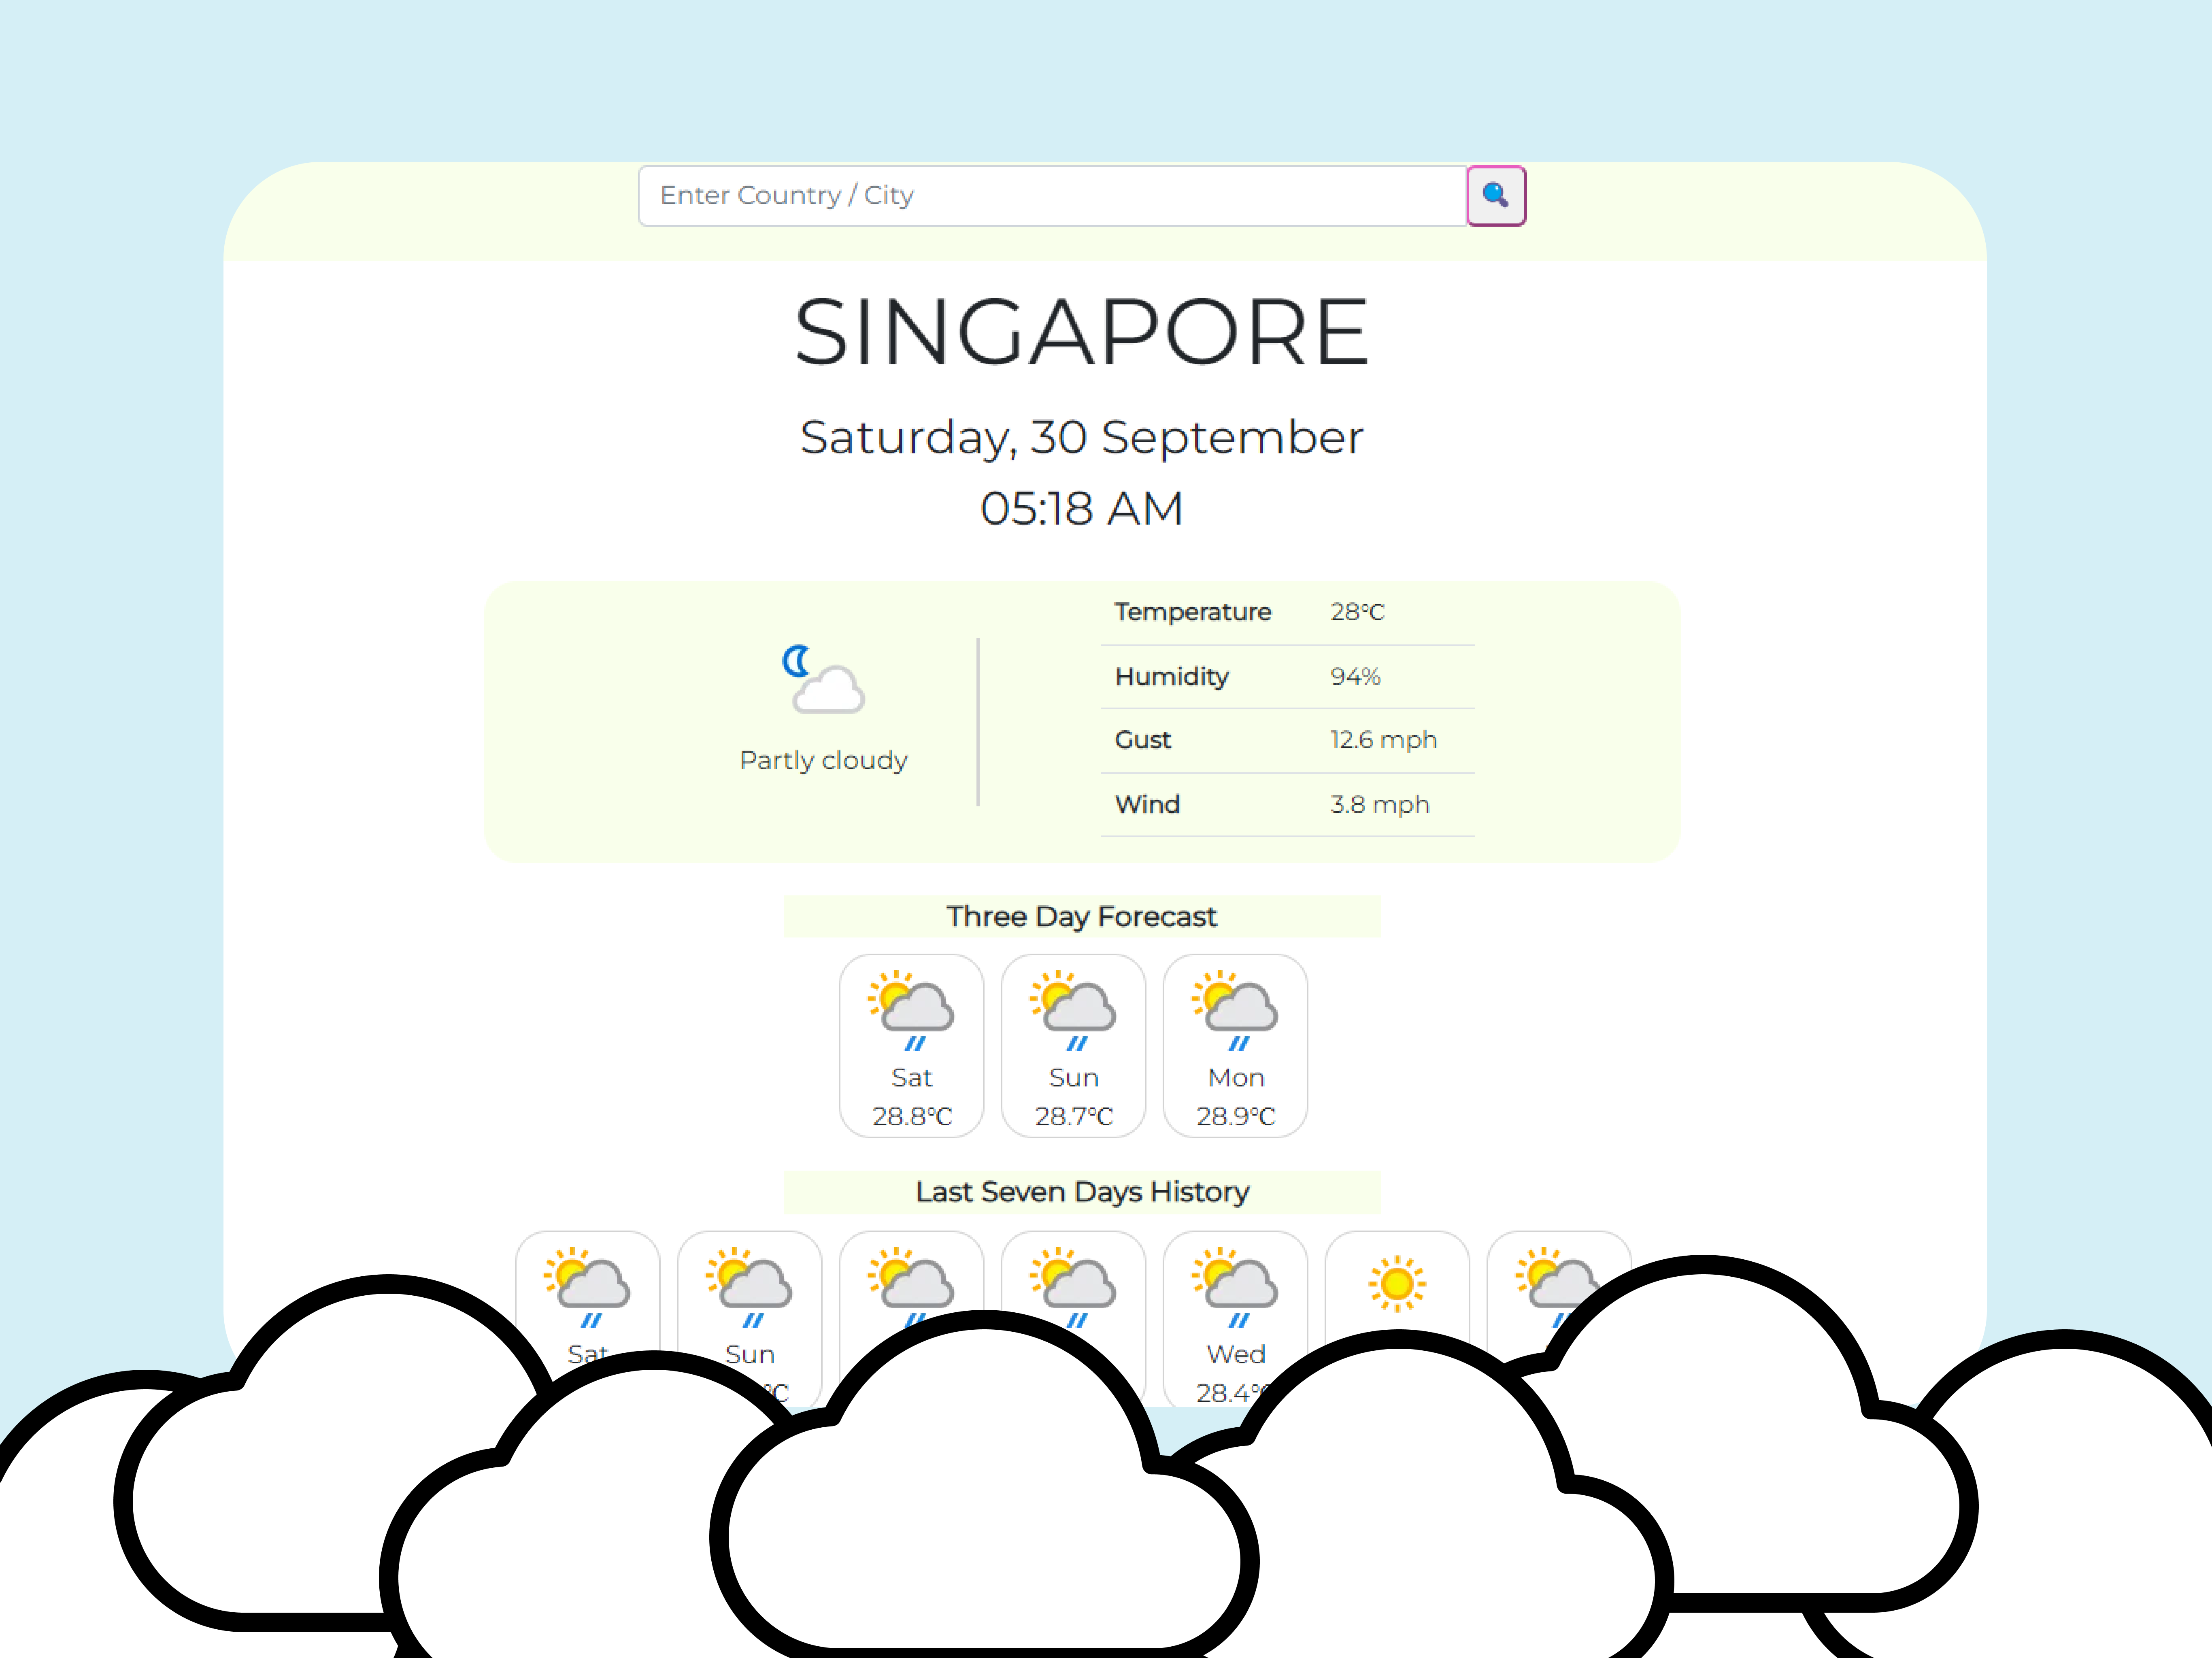 Enter Country / City
SINGAPORE
Saturday, 30 September
05:18 AM
Temperature 28°C
Humidity 94%
Gust 12.6 mph
Wind 3.8 mph
Partly cloudy
Three Day Forecast
Sat Sun Mon
28.8°C 28.7°C 28.9°C
Last Seven Days History
Sat Sun Wed
°C 28.4°C